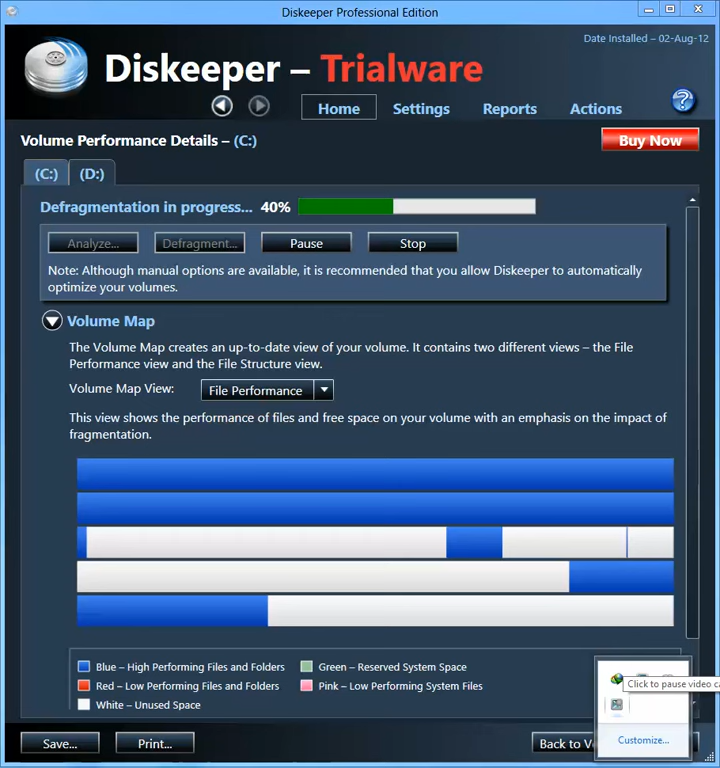 Diskeeper Professional Edition
Date Installed – 02-Aug-12
Diskeeper – Trialware
Home Settings Reports Actions
?
Volume Performance Details – (C:)
Buy Now
(C:) (D:)
Defragmentation in progress... 40%
Analyze... Defragment... Pause Stop
Note: Although manual options are available, it is recommended that you allow Diskeeper to automatically
optimize your volumes.
Volume Map
The Volume Map creates an up-to-date view of your volume. It contains two different views – the File
Performance view and the File Structure view.
Volume Map View: File Performance
This view shows the performance of files and free space on your volume with an emphasis on the impact of
fragmentation.
Blue – High Performing Files and Folders Green – Reserved System Space
Red – Low Performing Files and Folders Pink – Low Performing System Files
White – Unused Space
Click to pause video
Customize...
Save... Print... Back to